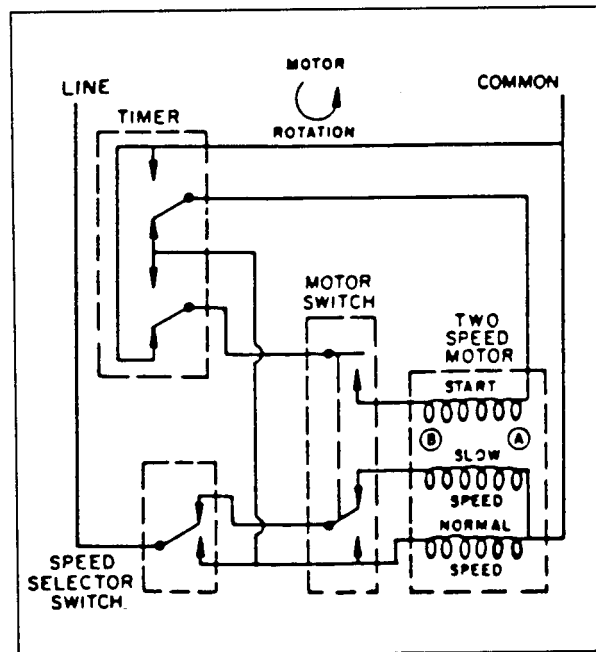 MOTOR
ROTATION
LINE
COMMON
TIMER
MOTOR
SWITCH
TWO
SPEED
MOTOR
START
B
A
SLOW
SPEED
NORMAL
SPEED
SPEED
SELECTOR
SWITCH.